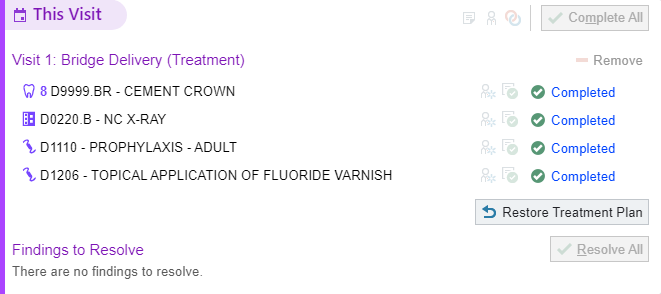 This Visit
Complete All
Visit 1: Bridge Delivery (Treatment)
Remove
8 D9999.BR - CEMENT CROWN
Completed
D0220.B - NC X-RAY
Completed
D1110 - PROPHYLAXIS - ADULT
Completed
D1206 - TOPICAL APPLICATION OF FLUORIDE VARNISH
Completed
Restore Treatment Plan
Findings to Resolve
Resolve All
There are no findings to resolve.